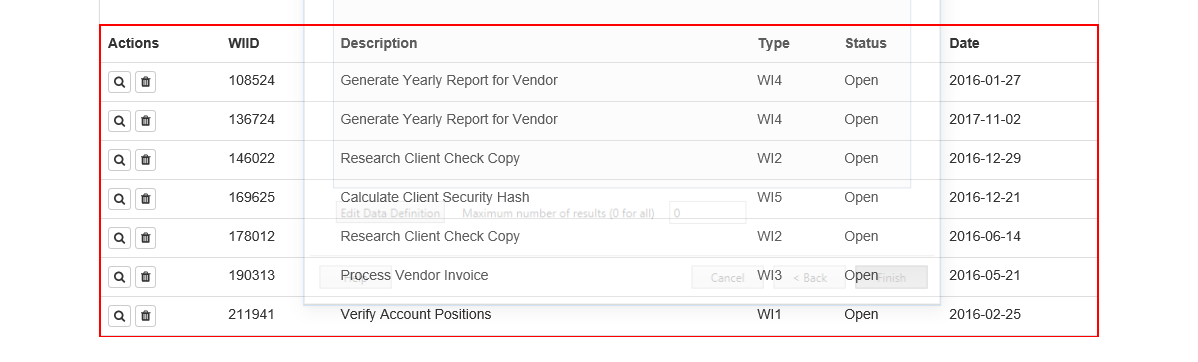 Actions WIID Description Type Status Date
108524 Generate Yearly Report for Vendor WI4 Open 2016-01-27
136724 Generate Yearly Report for Vendor WI4 Open 2017-11-02
146022 Research Client Check Copy WI2 Open 2016-12-29
169625 Calculate Client Security Hash WI5 Open 2016-12-21
Edit Data Definition Maximum number of results (0 for all) 0
178012 Research Client Check Copy WI2 Open 2016-06-14
190313 Process Vendor Invoice WI3 Open 2016-05-21
Cancel < Back Finish
211941 Verify Account Positions WI1 Open 2016-02-25